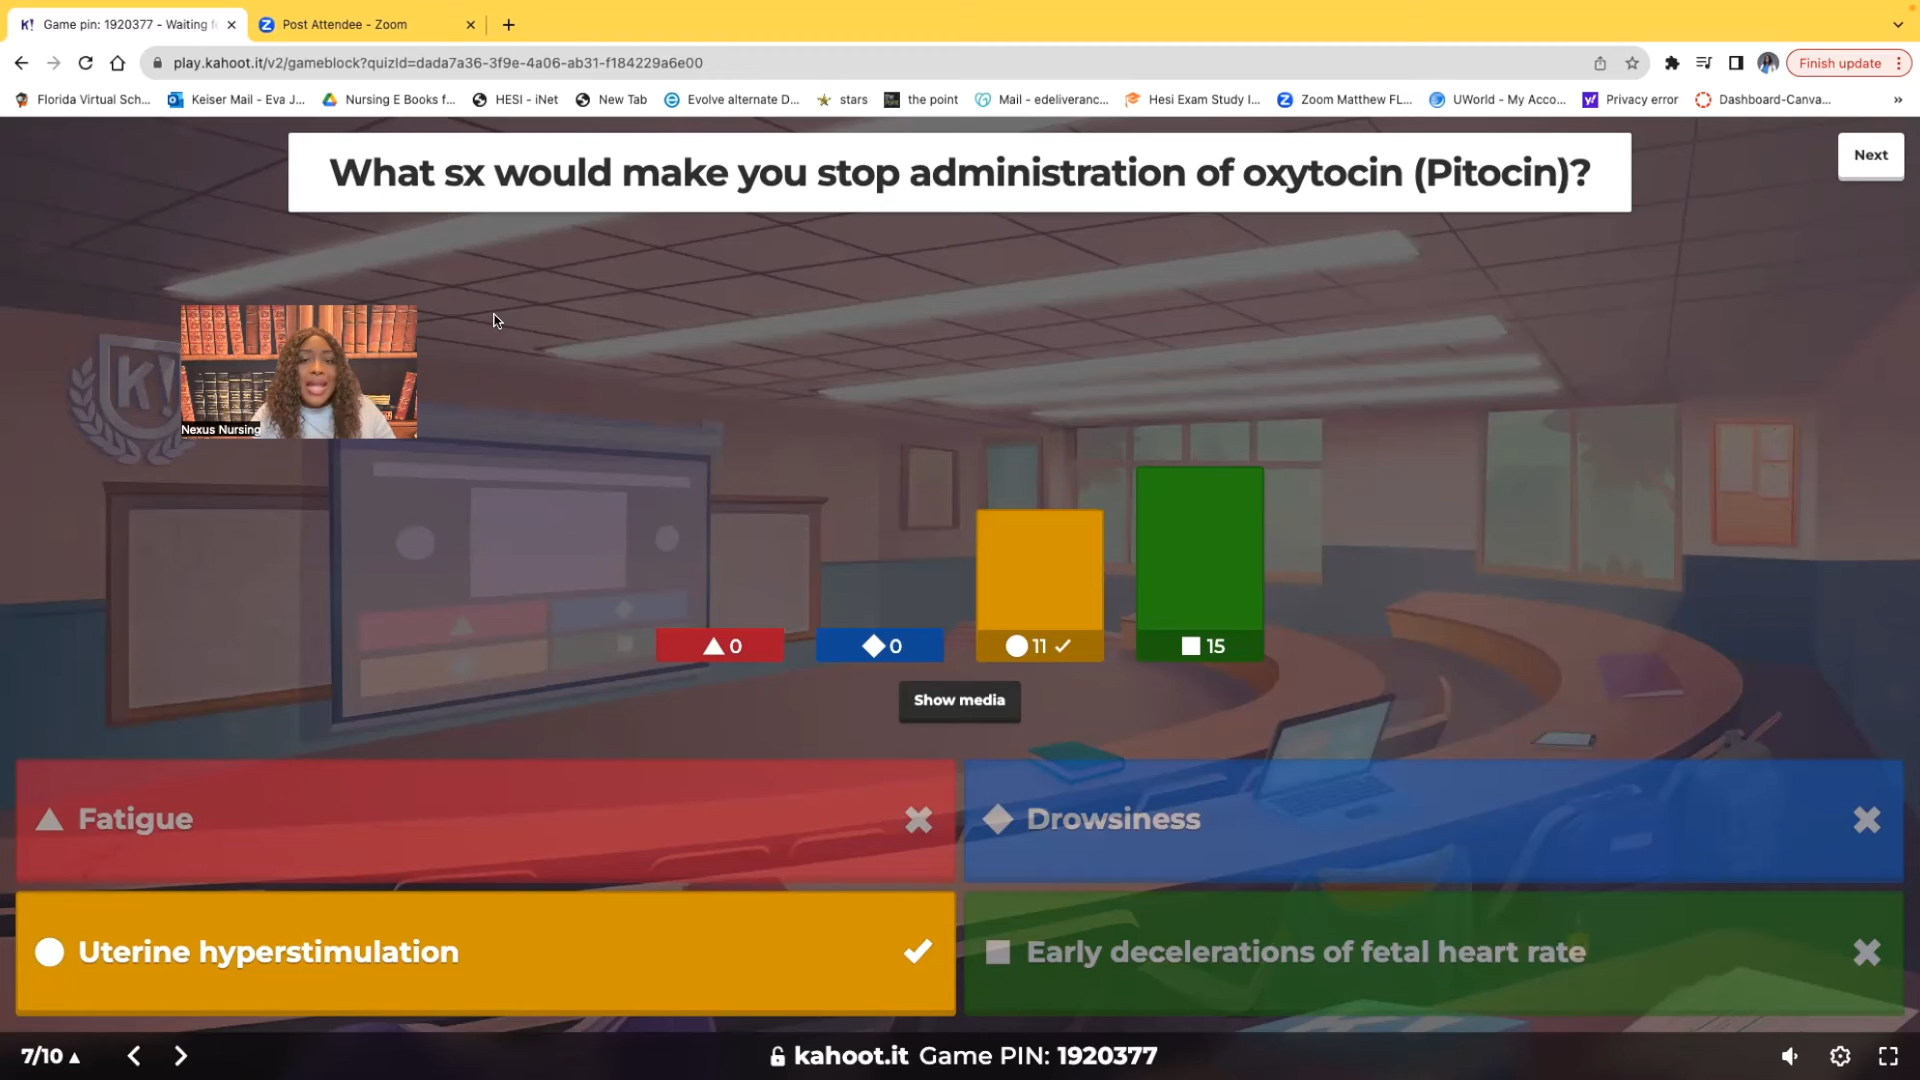 K! Game pin: 1920377 - Waiting f
Post Attendee - Zoom
play.kahoot.it/v2/gameblock?quizId=dada7a36-3f9e-4a06-ab31-f184229a6e00
Finish update
Florida Virtual Sch...
Keiser Mail - Eva J...
Nursing E Books f...
HESI - iNet
New Tab
Evolve alternate D...
stars
the point
Mail - edeliveranc...
Hesi Exam Study I...
Zoom Matthew FL...
UWorld - My Acco...
Privacy error
Dashboard-Canva...
What sx would make you stop administration of oxytocin (Pitocin)?
Next
K!
Nexus Nursing
0
0
11
15
Show media
Fatigue
Drowsiness
Uterine hyperstimulation
Early decelerations of fetal heart rate
7/10
kahoot.it Game PIN: 1920377